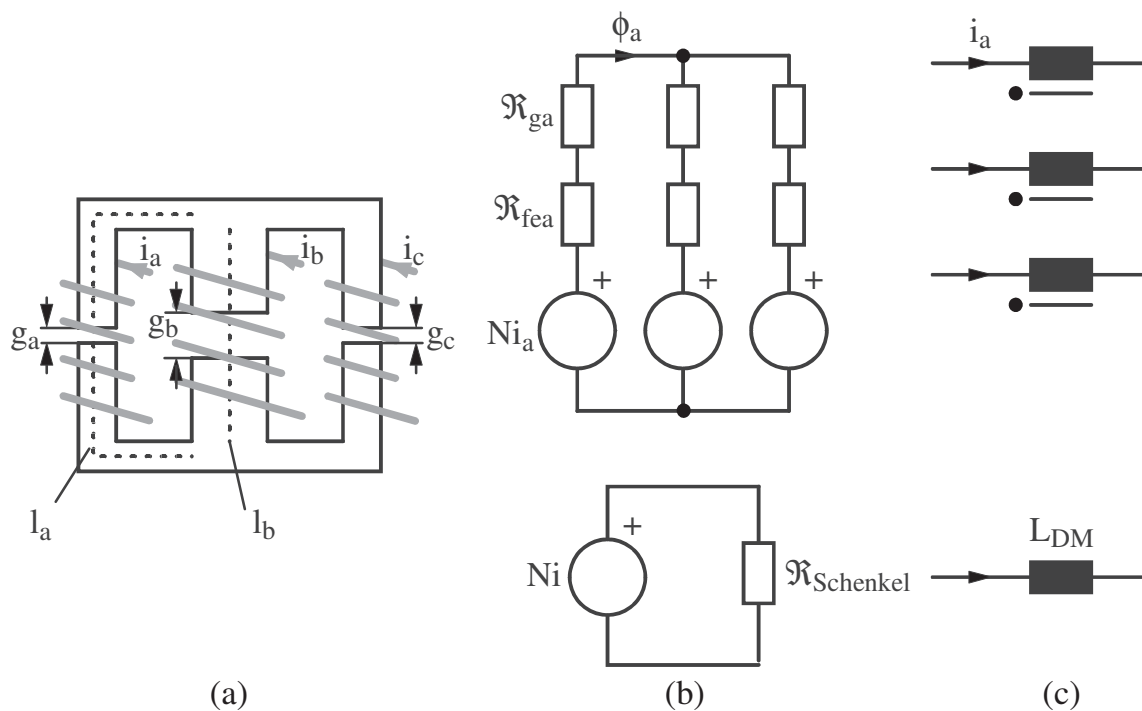 i_a i_b i_c
g_a g_b g_c
l_a l_b
(a)
ϕ_a
ℜ_ga
ℜ_fea
+ + +
Ni_a
+
Ni ℜ_Schenkel
(b)
i_a
L_DM
(c)